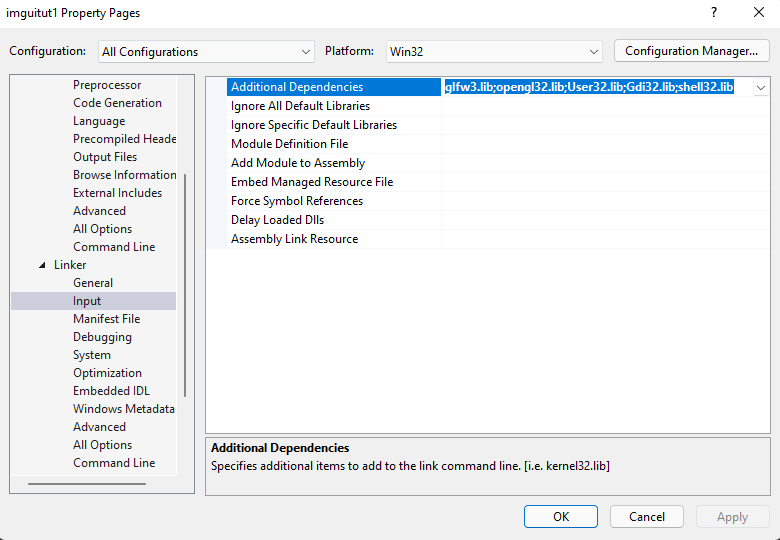 imguitut1 Property Pages
Configuration: All Configurations Platform: Win32 Configuration Manager...
Preprocessor
Code Generation
Language
Precompiled Heade
Output Files
Browse Information
External Includes
Advanced
All Options
Command Line
Linker
General
Input
Manifest File
Debugging
System
Optimization
Embedded IDL
Windows Metadata
Advanced
All Options
Command Line
Additional Dependencies glfw3.lib;opengl32.lib;User32.lib;Gdi32.lib;shell32.lib
Ignore All Default Libraries
Ignore Specific Default Libraries
Module Definition File
Add Module to Assembly
Embed Managed Resource File
Force Symbol References
Delay Loaded Dlls
Assembly Link Resource
Additional Dependencies
Specifies additional items to add to the link command line. [i.e. kernel32.lib]
OK Cancel Apply